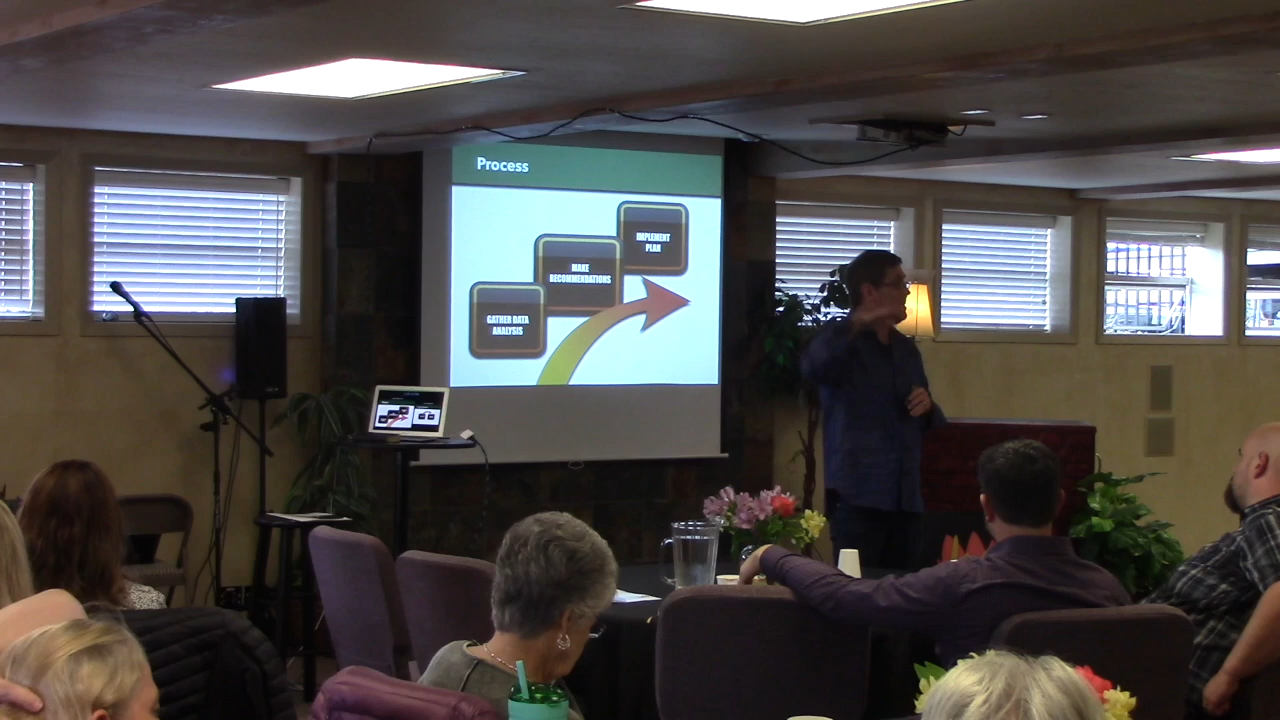 Process
IMPLEMENT
PLAN
MAKE
RECOMMENDATIONS
GATHER DATA
ANALYSIS